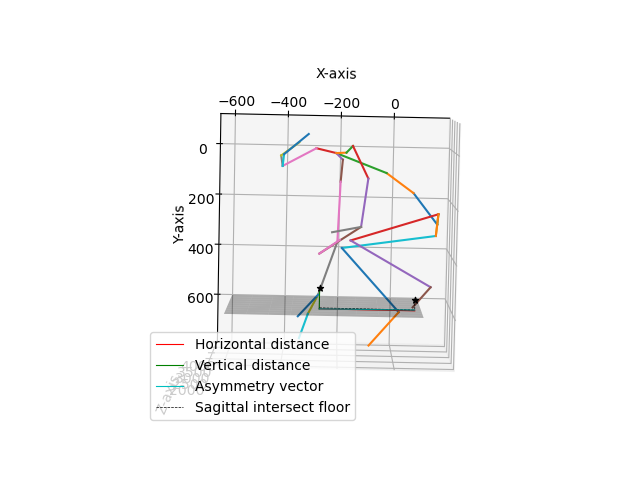 X-axis
−600 −400 −200 0
0
200
400
600
Y-axis
Z-axis
Horizontal distance
Vertical distance
Asymmetry vector
Sagittal intersect floor